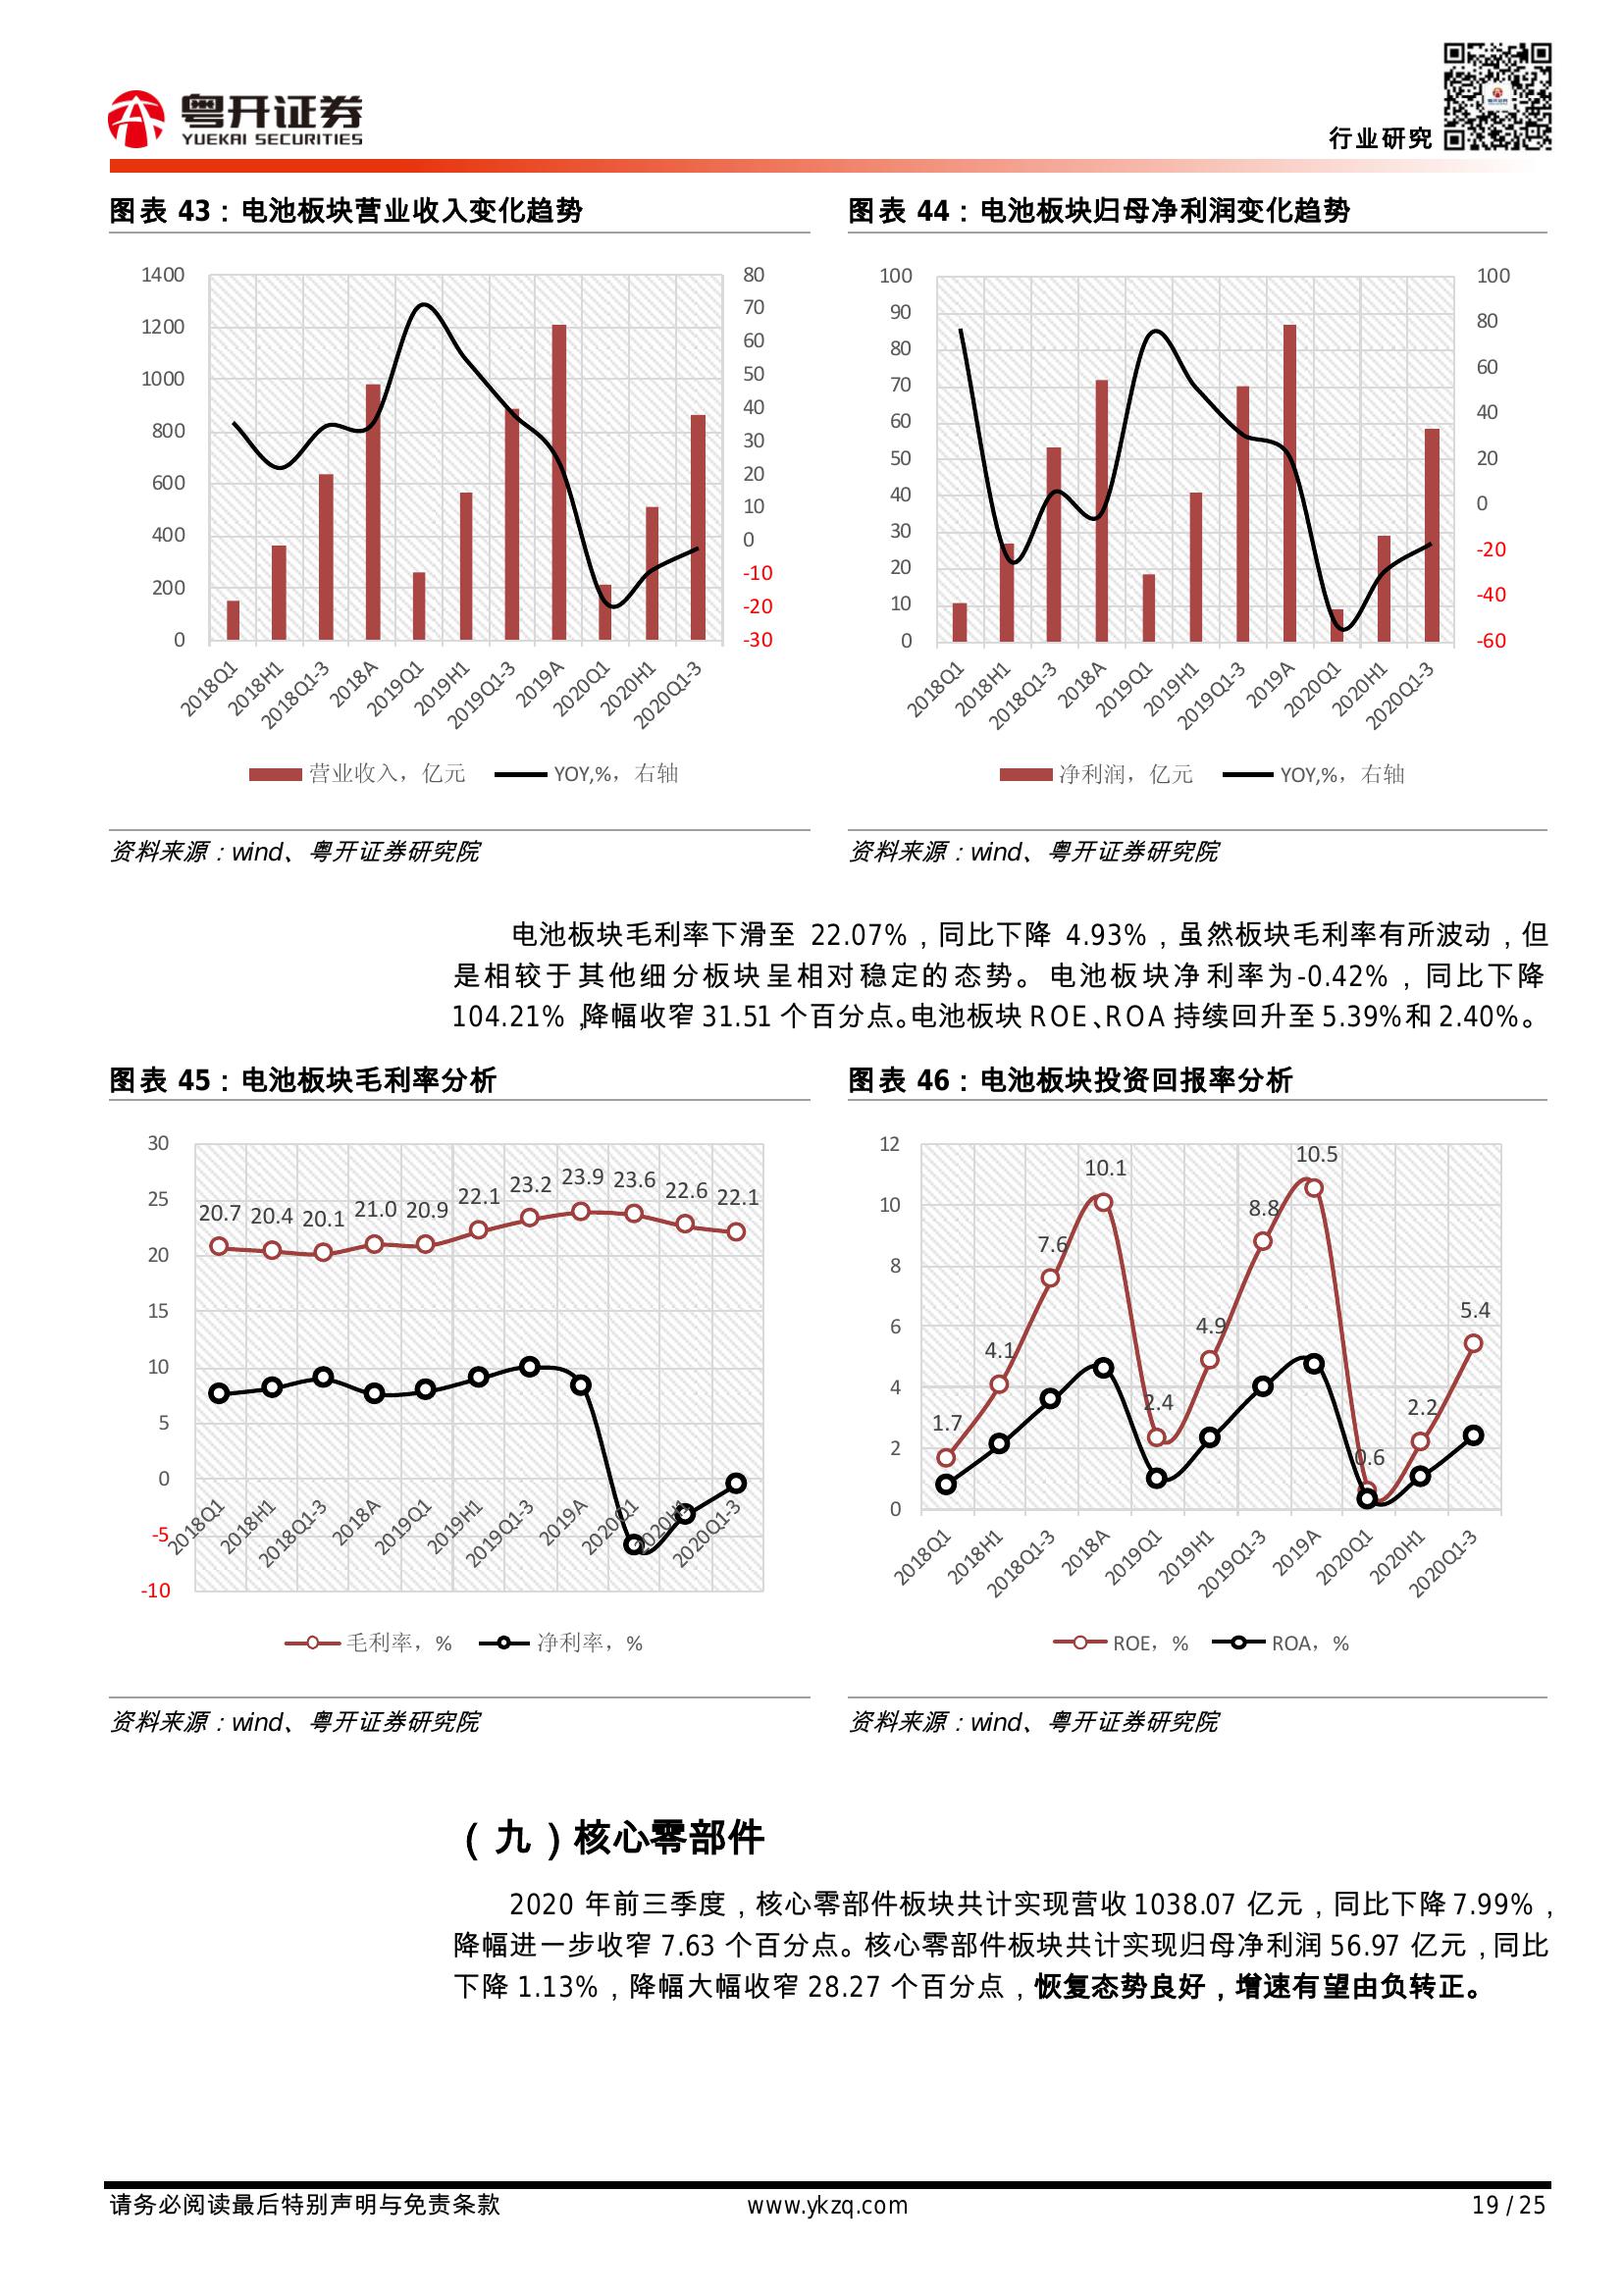 粤开证券
YUEKAI SECURITIES
行业研究
图表 43：电池板块营业收入变化趋势
1400
1200
1000
800
600
400
200
0
80
70
60
50
40
30
20
10
0
-10
-20
-30
2018Q1
2018H1
2018Q1-3
2018A
2019Q1
2019H1
2019Q1-3
2019A
2020Q1
2020H1
2020Q1-3
营业收入，亿元
YOY,%，右轴
资料来源：wind、粤开证券研究院
图表 44：电池板块归母净利润变化趋势
100
90
80
70
60
50
40
30
20
10
0
100
80
60
40
20
0
-20
-40
-60
2018Q1
2018H1
2018Q1-3
2018A
2019Q1
2019H1
2019Q1-3
2019A
2020Q1
2020H1
2020Q1-3
净利润，亿元
YOY,%，右轴
资料来源：wind、粤开证券研究院
电池板块毛利率下滑至 22.07%，同比下降 4.93%，虽然板块毛利率有所波动，但
是相较于其他细分板块呈相对稳定的态势。电池板块净利率为-0.42%，同比下降
104.21%，降幅收窄 31.51 个百分点。电池板块 ROE、ROA 持续回升至 5.39%和 2.40%。
图表 45：电池板块毛利率分析
30
25
20
15
10
5
0
-5
-10
20.7 20.4 20.1 21.0 20.9 22.1 23.2 23.9 23.6 22.6 22.1
2018Q1
2018H1
2018Q1-3
2018A
2019Q1
2019H1
2019Q1-3
2019A
2020Q1
2020H1
2020Q1-3
毛利率，%
净利率，%
资料来源：wind、粤开证券研究院
图表 46：电池板块投资回报率分析
12
10
8
6
4
2
0
1.7
4.1
7.6
10.1
2.4
4.9
8.8
10.5
0.6
2.2
5.4
2018Q1
2018H1
2018Q1-3
2018A
2019Q1
2019H1
2019Q1-3
2019A
2020Q1
2020H1
2020Q1-3
ROE，%
ROA，%
资料来源：wind、粤开证券研究院
（九）核心零部件
2020 年前三季度，核心零部件板块共计实现营收 1038.07 亿元，同比下降 7.99%，
降幅进一步收窄 7.63 个百分点。核心零部件板块共计实现归母净利润 56.97 亿元，同比
下降 1.13%，降幅大幅收窄 28.27 个百分点，恢复态势良好，增速有望由负转正。
请务必阅读最后特别声明与免责条款
www.ykzq.com
19 / 25